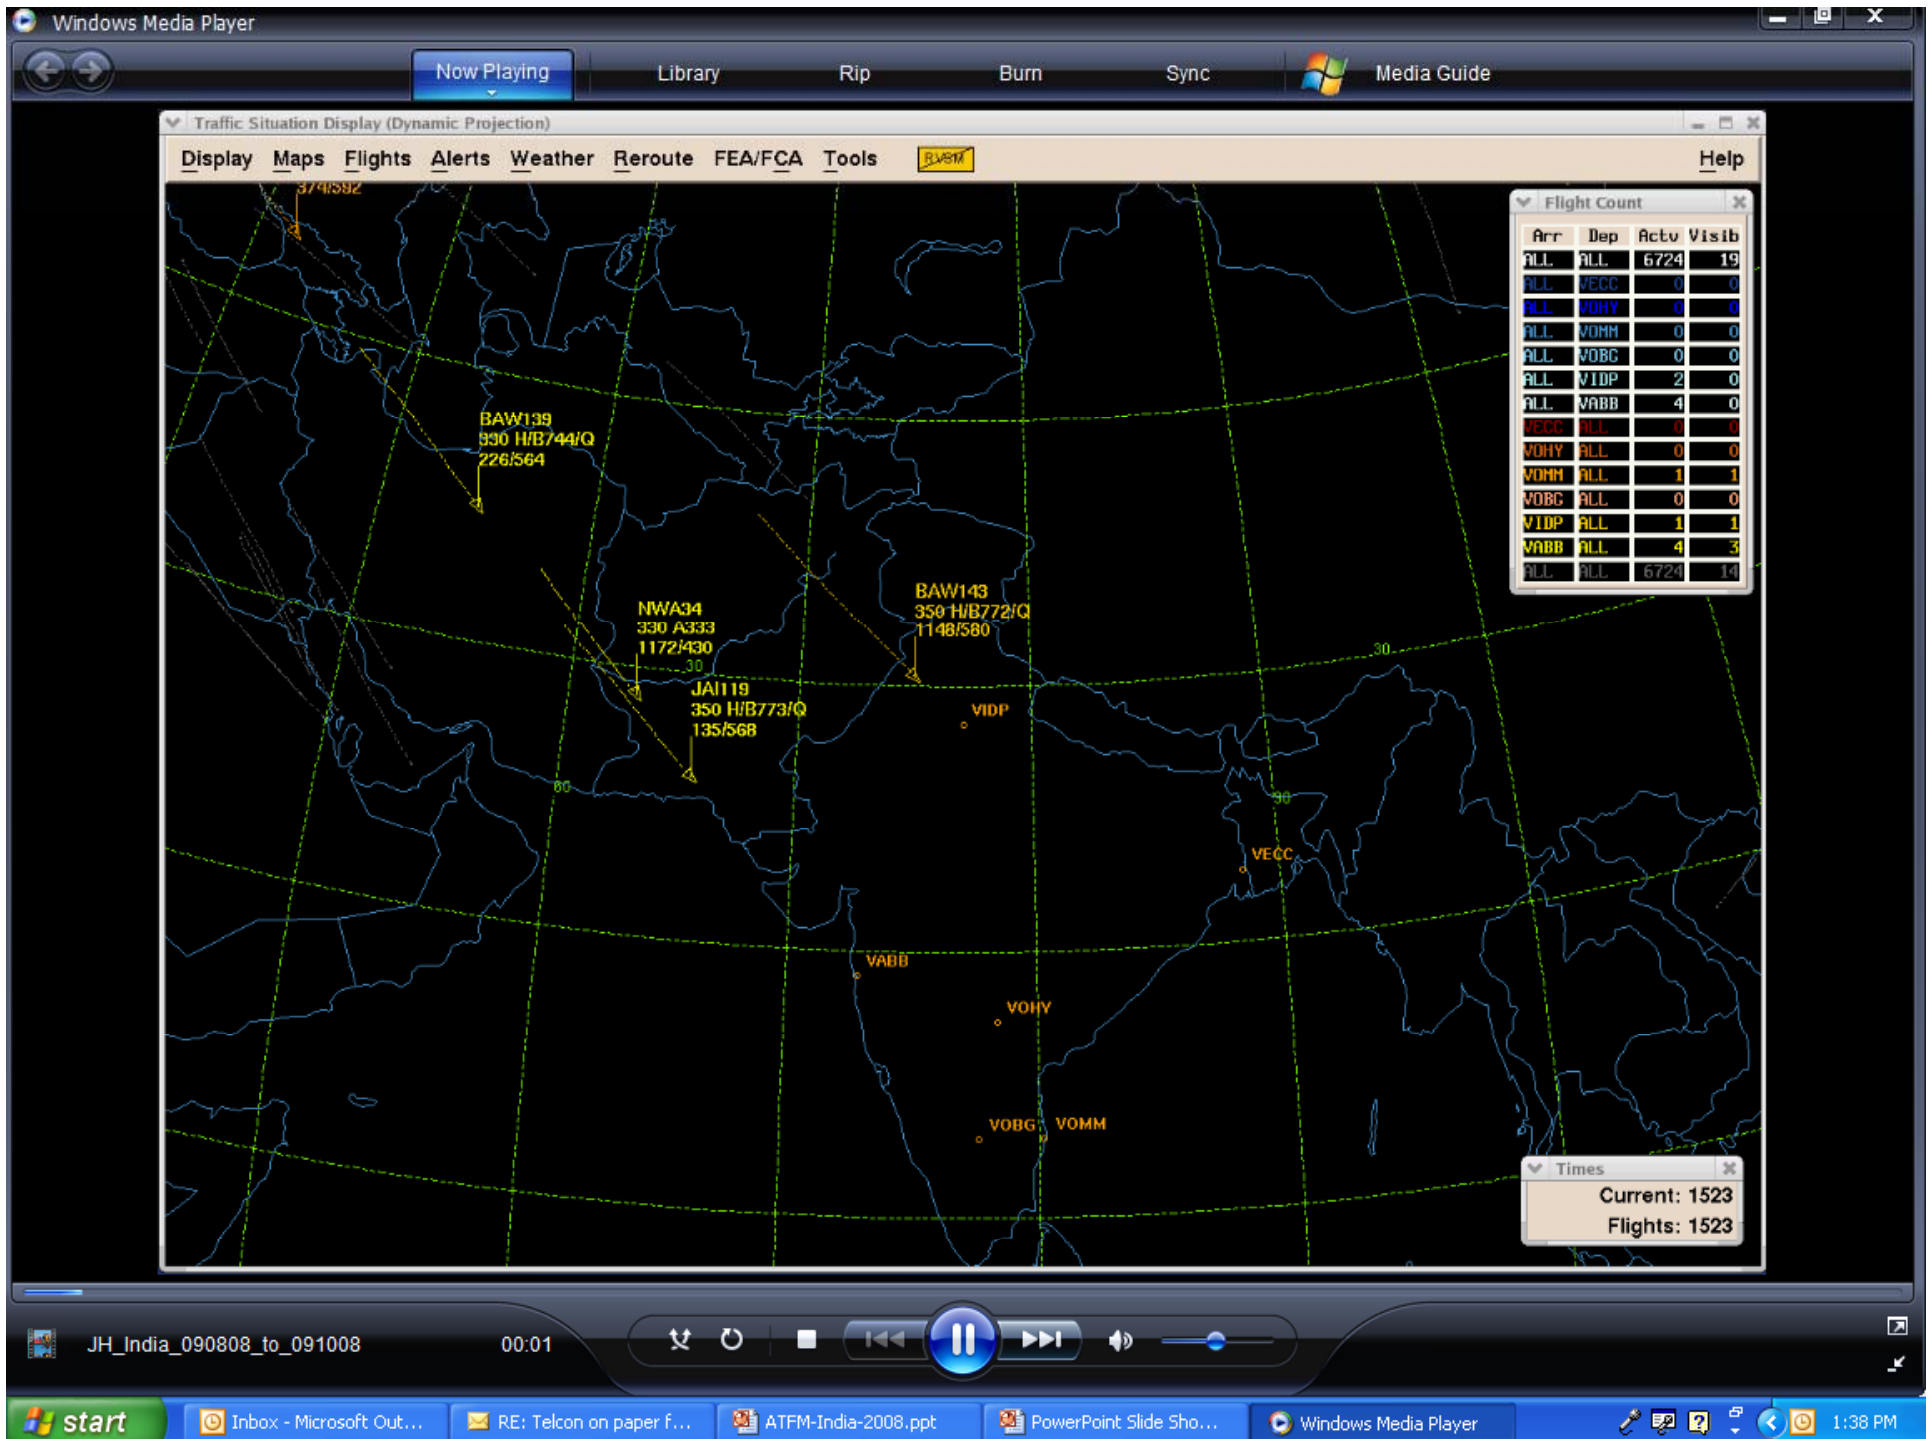 Windows Media Player
Now Playing Library Rip Burn Sync Media Guide
Traffic Situation Display (Dynamic Projection)
Display Maps Flights Alerts Weather Reroute FEA/FCA Tools RVSM Help
374/592
Flight Count
Arr Dep Actv Visib
ALL ALL 6724 19
ALL VECC 0 0
ALL VOHY 0 0
ALL VOMM 0 0
ALL VOBG 0 0
ALL VIDP 2 0
ALL VABB 4 0
VECC ALL 0 0
VOHY ALL 0 0
VOMM ALL 1 1
VOBG ALL 0 0
VIDP ALL 1 1
VABB ALL 4 3
ALL ALL 6724 14
BAW139
330 H/B744/Q
226/564
BAW143
350 H/B772/Q
1148/580
NWA34
330 A333
1172/430
30
30
JAI119
350 H/B773/Q
135/568
VIDP
60
90
VECC
VABB
VOHY
VOBG
VOMM
Times
Current: 1523
Flights: 1523
JH_India_090808_to_091008 00:01
start
Inbox - Microsoft Out...
RE: Telcon on paper f...
ATFM-India-2008.ppt
PowerPoint Slide Sho...
Windows Media Player
1:38 PM